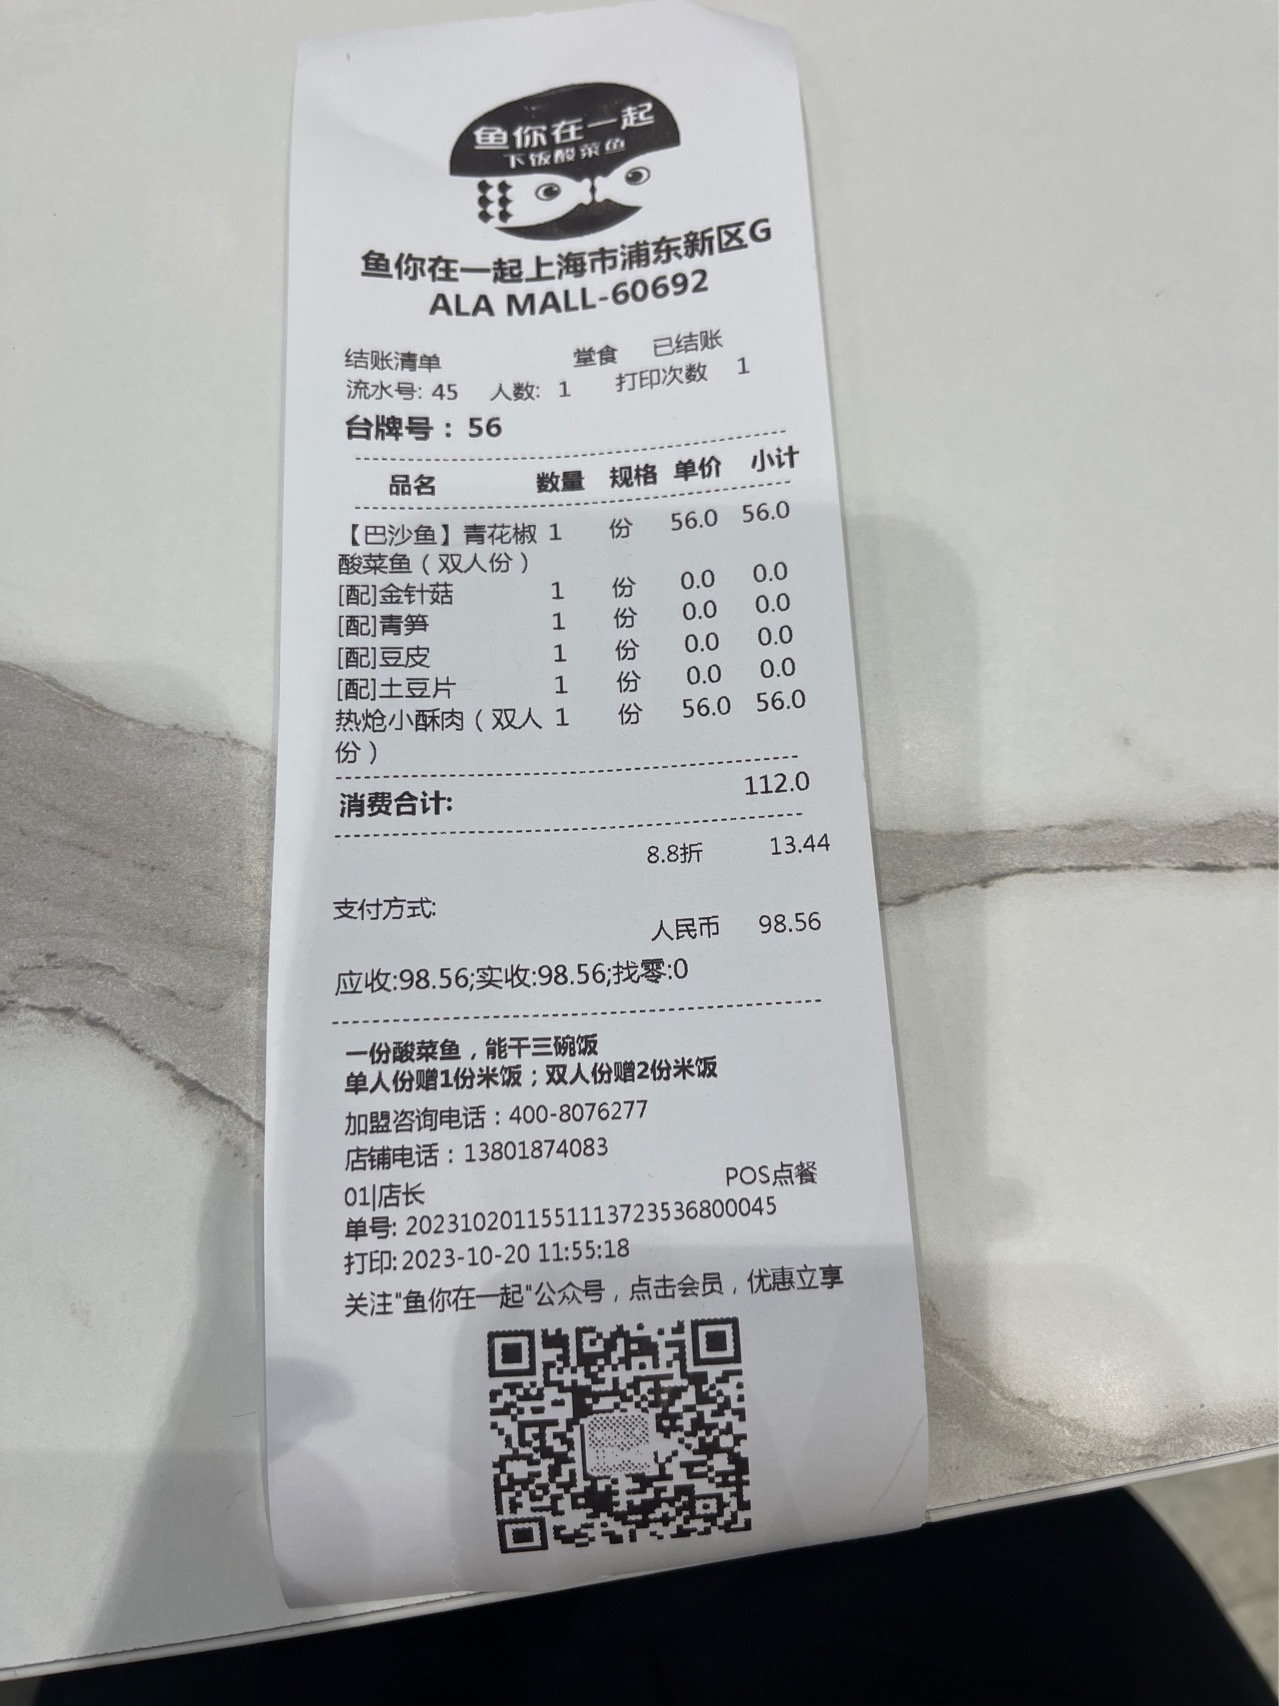 鱼你在一起
下饭酸菜鱼
鱼你在一起上海市浦东新区G
ALA MALL-60692
结账清单 堂食 已结账
流水号: 45 人数: 1 打印次数 1
台牌号： 56
品名 数量 规格 单价 小计
【巴沙鱼】青花椒 1 份 56.0 56.0
酸菜鱼（双人份）
[配]金针菇 1 份 0.0 0.0
[配]青笋 1 份 0.0 0.0
[配]豆皮 1 份 0.0 0.0
[配]土豆片 1 份 0.0 0.0
热炝小酥肉（双人 1 份 56.0 56.0
份）
消费合计: 112.0
8.8折 13.44
支付方式:
人民币 98.56
应收:98.56;实收:98.56;找零:0
一份酸菜鱼，能干三碗饭
单人份赠1份米饭；双人份赠2份米饭
加盟咨询电话：400-8076277
店铺电话：13801874083
01|店长 POS点餐
单号: 2023102011551113723536800045
打印: 2023-10-20 11:55:18
关注"鱼你在一起"公众号，点击会员，优惠立享